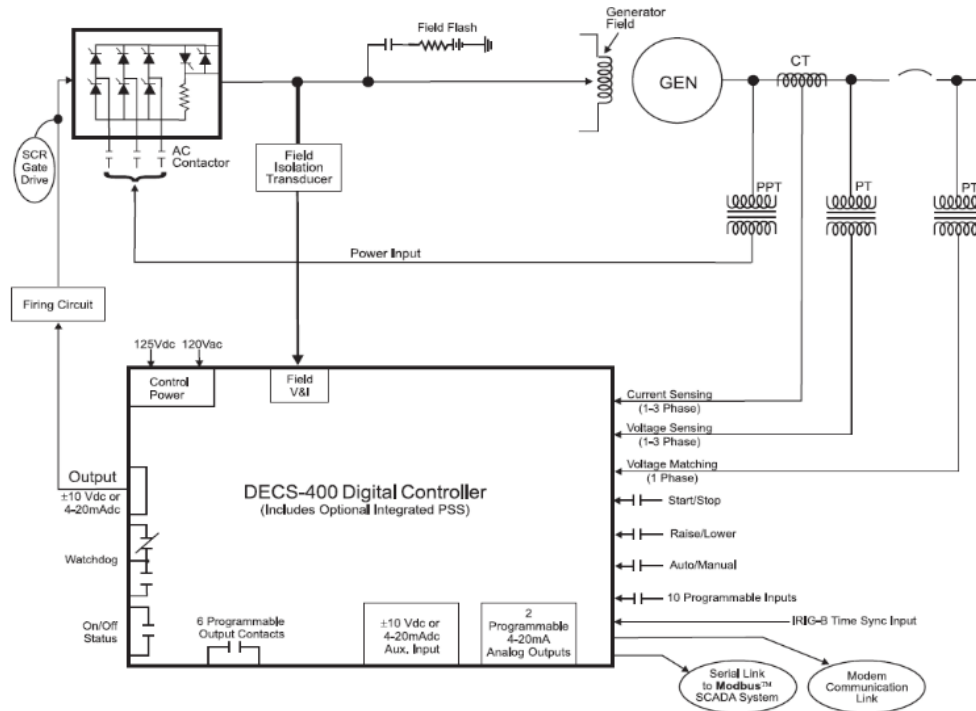 Field Flash
Generator
Field
GEN
CT
SCR
Gate
Drive
AC
Contactor
Field
Isolation
Transducer
PPT
PT
PT
Power Input
Firing Circuit
125Vdc
120Vac
Control
Power
Field
V&I
Current Sensing
(1-3 Phase)
Voltage Sensing
(1-3 Phase)
Voltage Matching
(1 Phase)
Output
±10 Vdc or
4-20mAdc
DECS-400 Digital Controller
(Includes Optional Integrated PSS)
Start/Stop
Raise/Lower
Watchdog
Auto/Manual
10 Programmable Inputs
On/Off
Status
6 Programmable
Output Contacts
±10 Vdc or
4-20mAdc
Aux. Input
2
Programmable
4-20mA
Analog Outputs
IRIG-B Time Sync Input
Serial Link
to Modbus™
SCADA System
Modem
Communication
Link